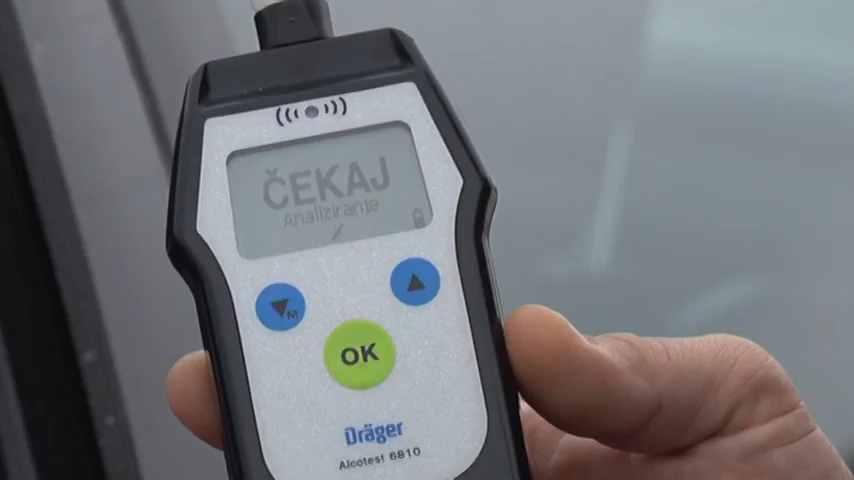 ČEKAJ
Analiziranje
M
OK
Dräger
Alcotest 6810